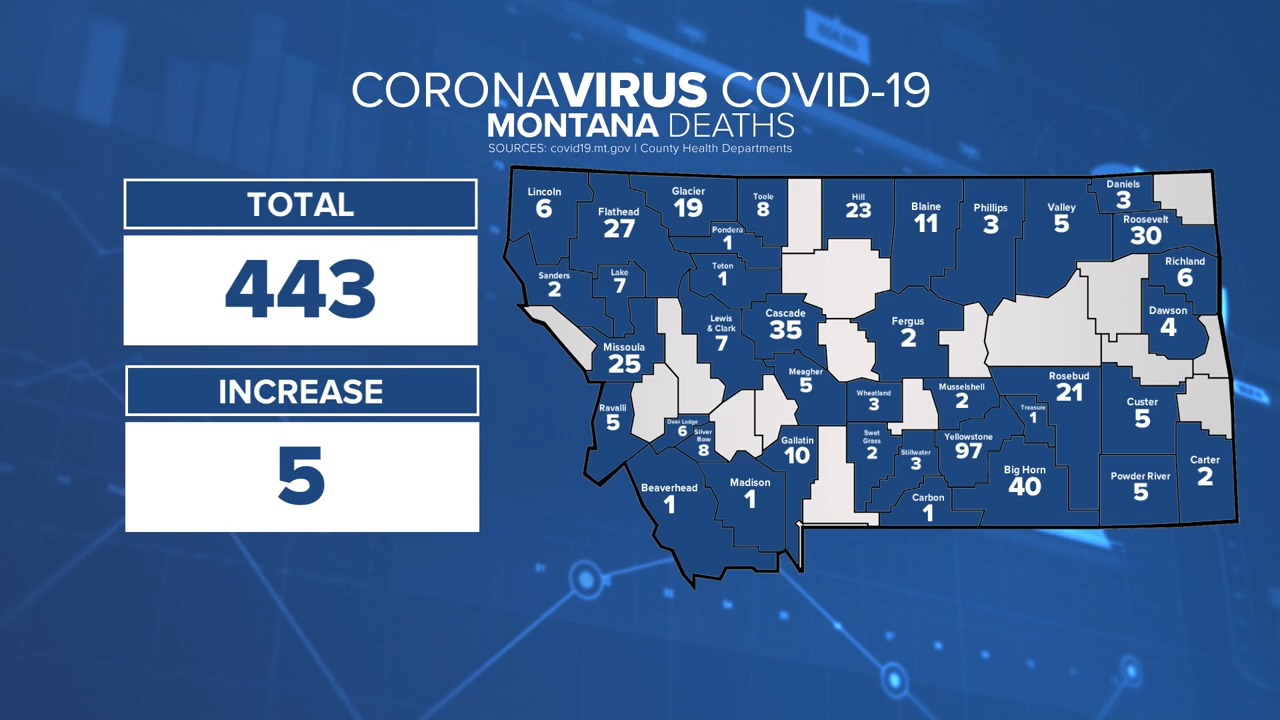 CORONAVIRUS COVID-19
MONTANA DEATHS
SOURCES: covid19.mt.gov | County Health Departments
TOTAL
443
INCREASE
5
Lincoln
6
Flathead
27
Glacier
19
Toole
8
Pondera
1
Hill
23
Blaine
11
Phillips
3
Valley
5
Daniels
3
Roosevelt
30
Richland
6
Sanders
2
Lake
7
Teton
1
Lewis
& Clark
7
Cascade
35
Fergus
2
Dawson
4
Missoula
25
Meagher
5
Wheatland
3
Musselshell
2
Rosebud
21
Treasure
1
Custer
5
Ravalli
5
Deer Lodge
6
Silver
Bow
8
Gallatin
10
Swet
Grass
2
Stillwater
3
Yellowstone
97
Big Horn
40
Powder River
5
Carter
2
Beaverhead
1
Madison
1
Carbon
1